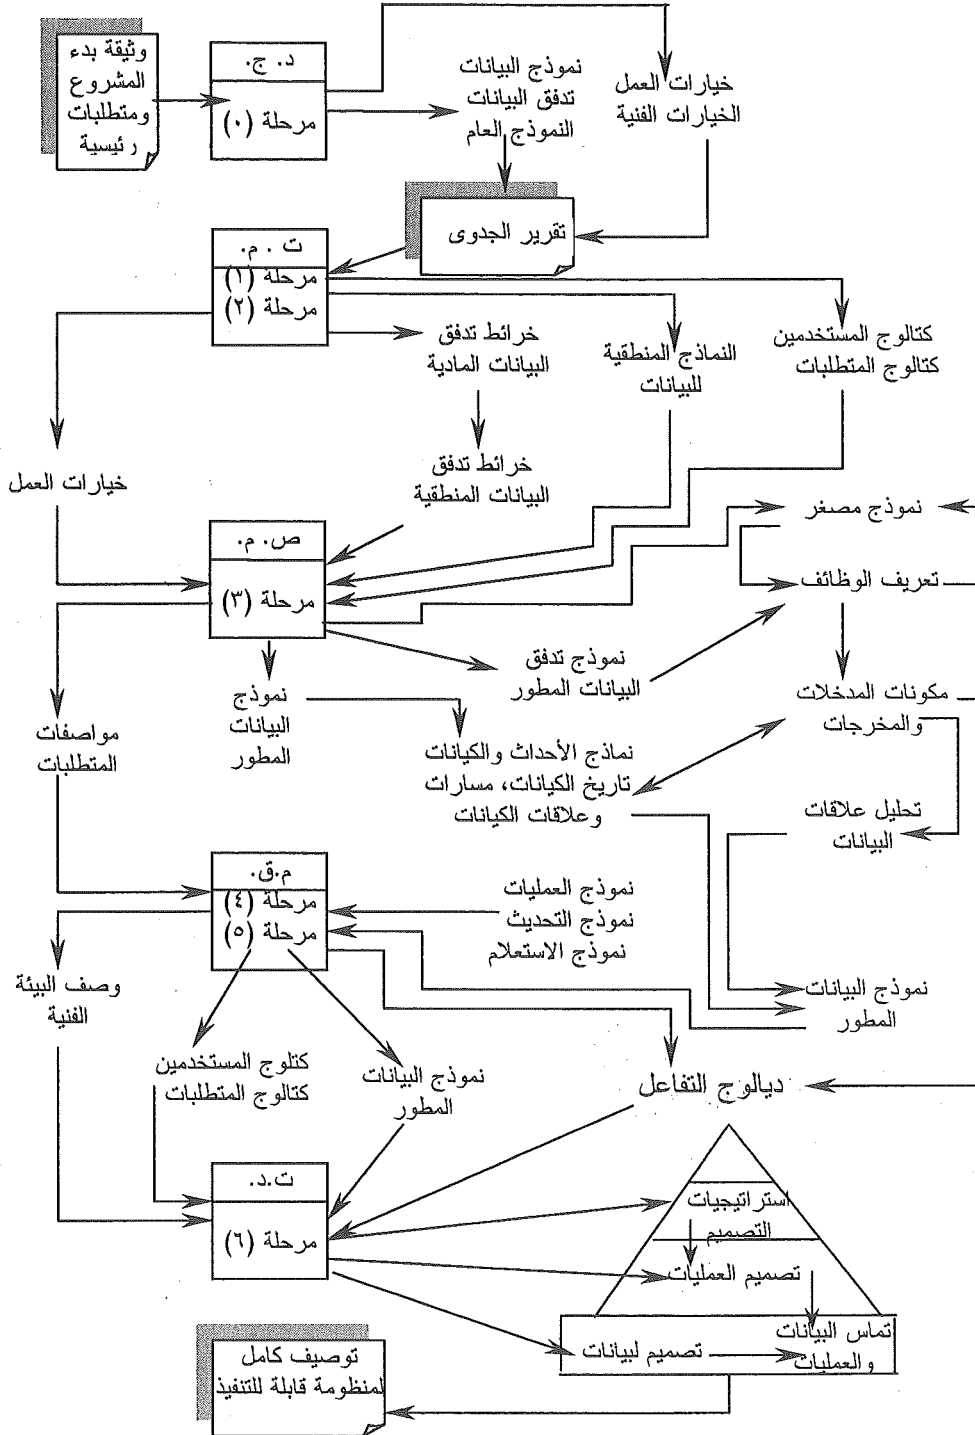 وثيقة بدء
المشروع
ومتطلبات
رئيسية
د. ج.
مرحلة (٠)
نموذج البيانات
تدفق البيانات
النموذج العام
خيارات العمل
الخيارات الفنية
تقرير الجدوى
ت . م.
مرحلة (١)
مرحلة (٢)
خرائط تدفق
البيانات المادية
النماذج المنطقية
للبيانات
كتالوج المستخدمين
كتالوج المتطلبات
خيارات العمل
خرائط تدفق
البيانات المنطقية
نموذج مصغر
ص. م.
مرحلة (٣)
تعريف الوظائف
نموذج تدفق
البيانات المطور
مكونات المدخلات
والمخرجات
نموذج
البيانات
المطور
مواصفات
المتطلبات
نماذج الأحداث والكيانات
تاريخ الكيانات، مسارات
وعلاقات الكيانات
تحليل علاقات
البيانات
م.ق.
مرحلة (٤)
مرحلة (٥)
نموذج العمليات
نموذج التحديث
نموذج الاستعلام
وصف البيئة
الفنية
نموذج البيانات
المطور
كتلوج المستخدمين
كتالوج المتطلبات
نموذج البيانات
المطور
ديالوج التفاعل
ت.د.
مرحلة (٦)
استراتيجيات
التصميم
تصميم العمليات
تماس البيانات
والعمليات
تصميم لبيانات
توصيف كامل
لمنظومة قابلة للتنفيذ